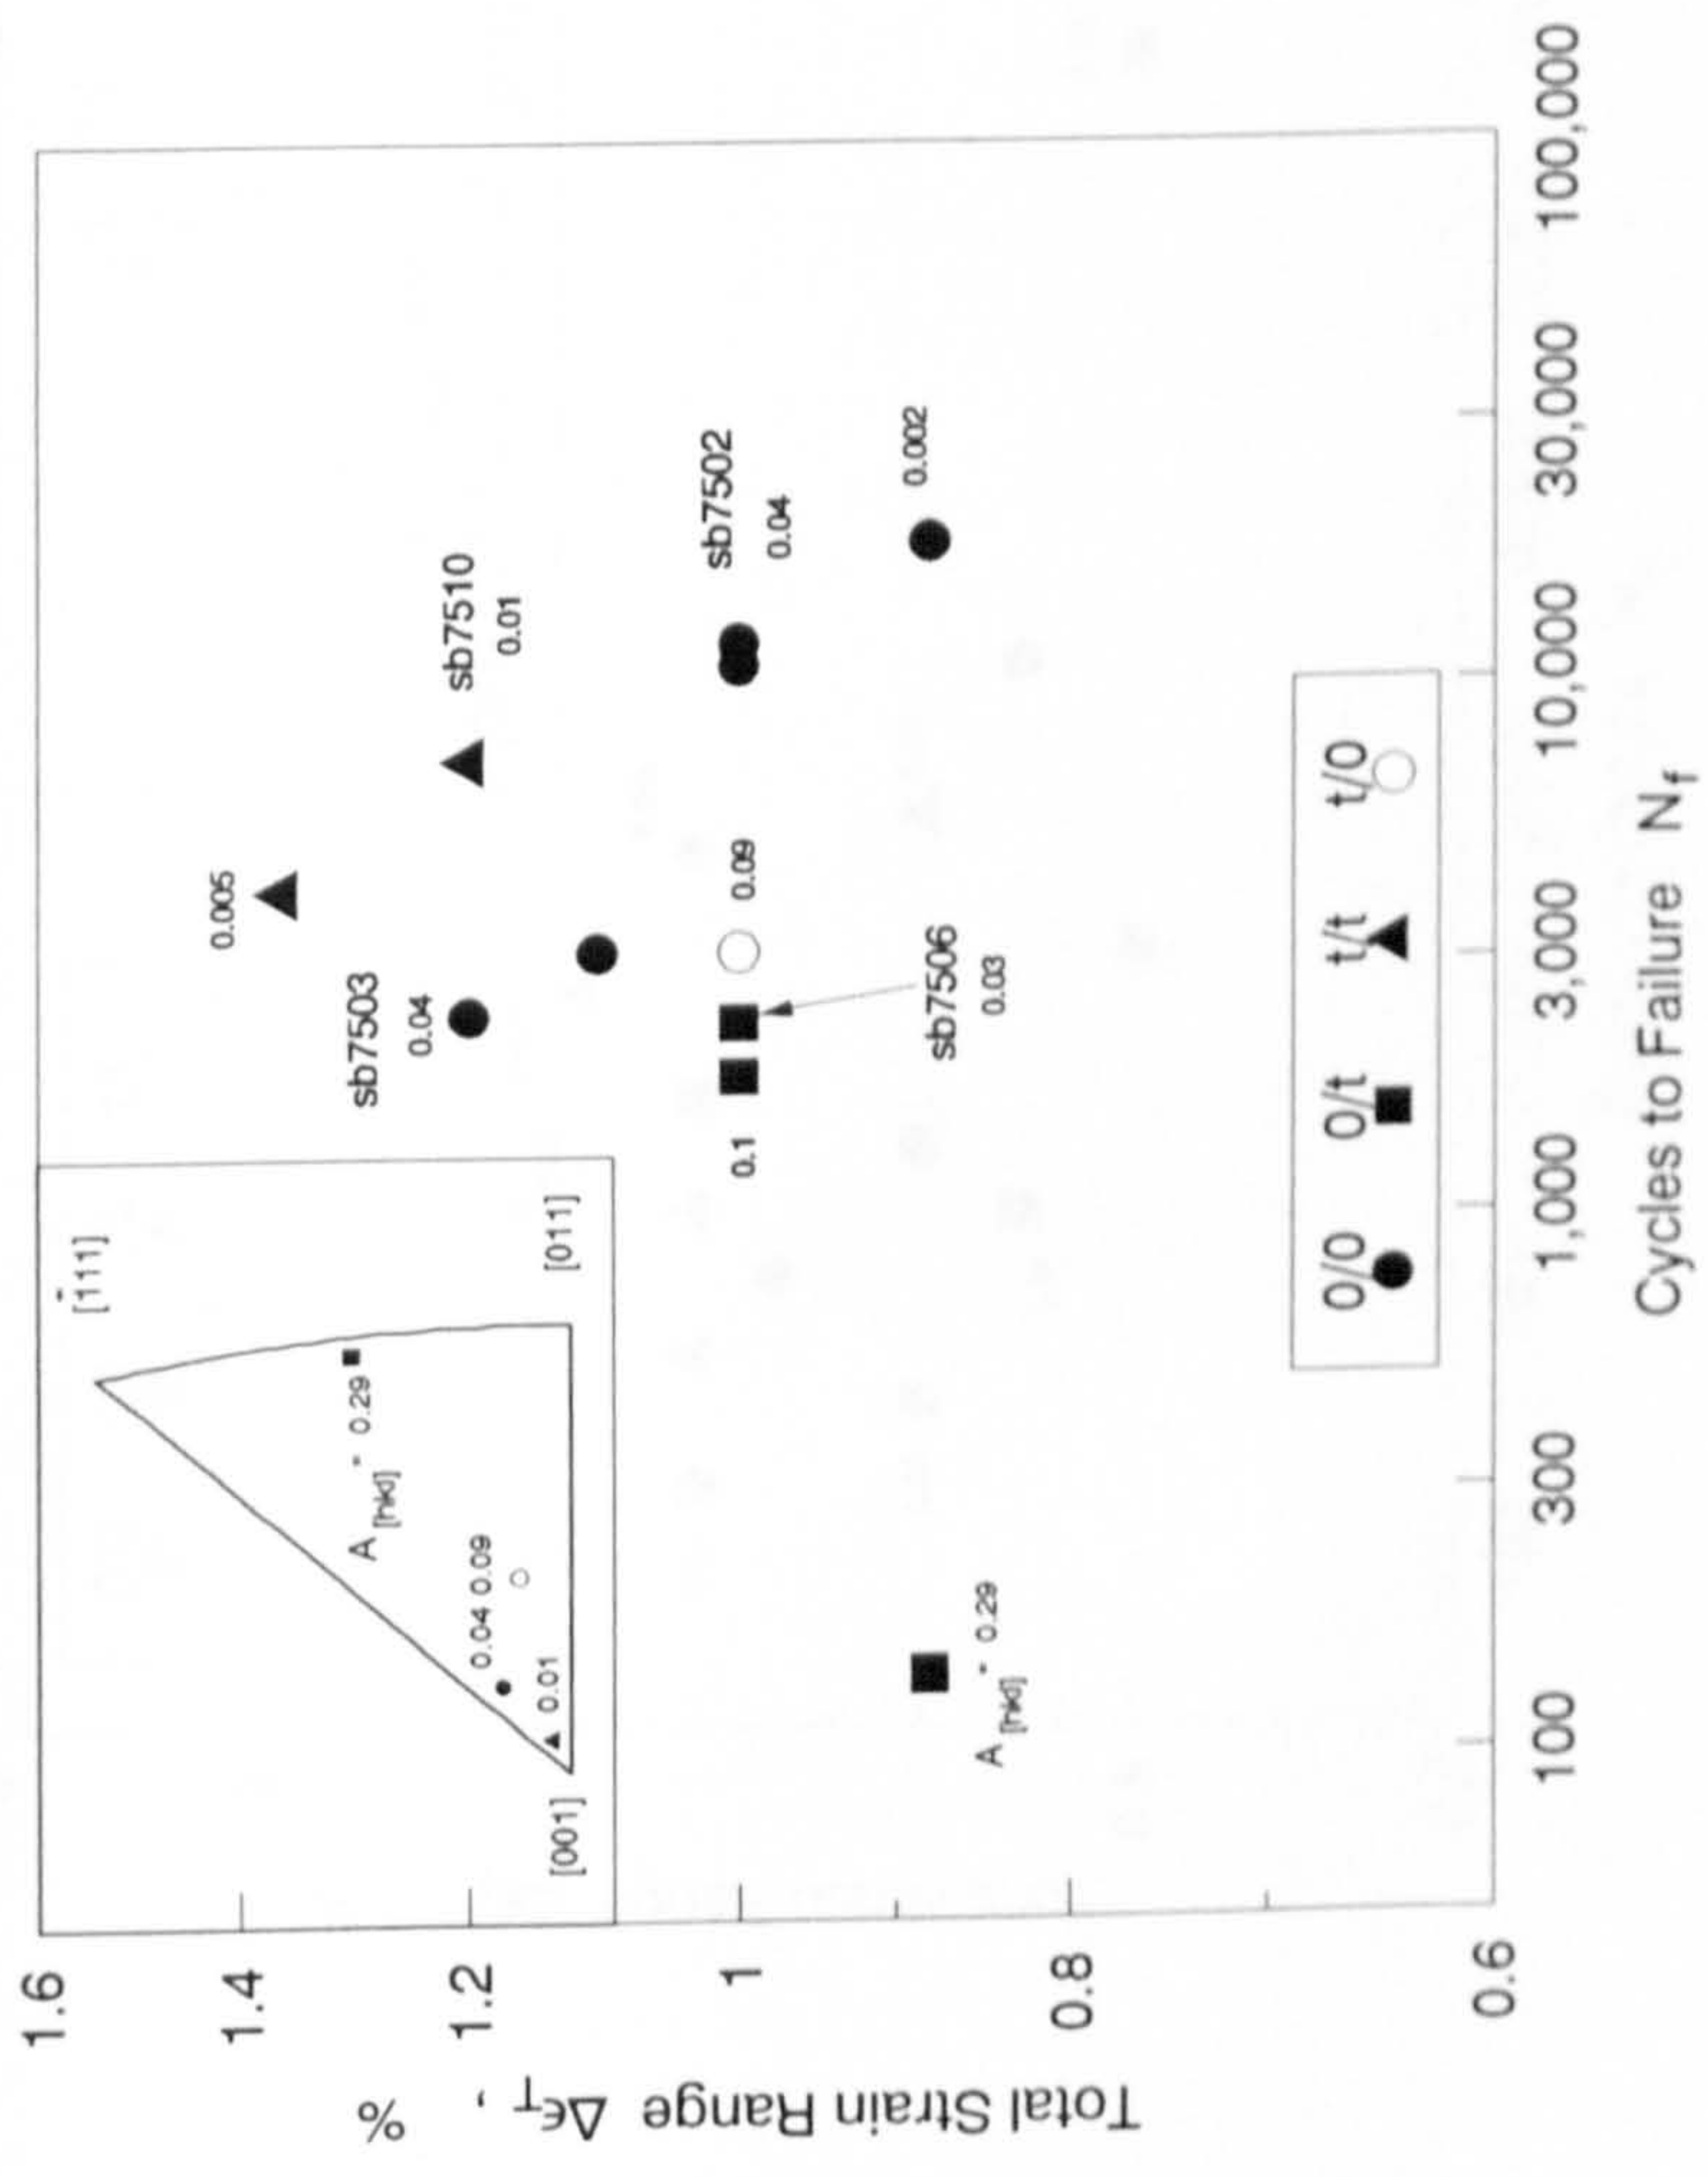 1.6
1.4
1.2
1
0.8
0.6
Total Strain Range Δϵ_T , %
[1̄11]
[001]
[011]
A [hkl] = 0.29
0.04 0.09
0.01
sb7503
0.04
0.005
sb7510
0.01
0.1
0.09
sb7502
0.04
sb7506
0.03
0.002
A [hkl] = 0.29
0/0 0/t t/t t/0
100 300 1,000 3,000 10,000 30,000 100,000
Cycles to Failure N_f